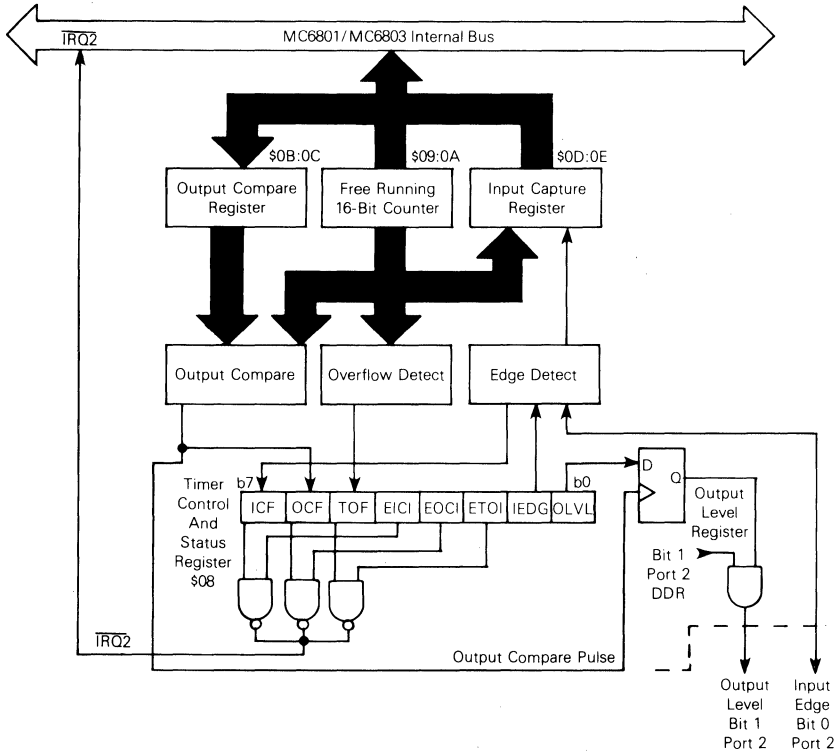 IRQ2
MC6801/MC6803 Internal Bus
$0B:0C
$09:0A
$0D:0E
Output Compare
Register
Free Running
16-Bit Counter
Input Capture
Register
Output Compare
Overflow Detect
Edge Detect
Timer
Control
And
Status
Register
$08
b7
b0
ICF
OCF
TOF
EICI
EOCI
ETOI
IEDG
OLVL
D
Q
Output
Level
Register
Bit 1
Port 2
DDR
IRQ2
Output Compare Pulse
Output
Level
Bit 1
Port 2
Input
Edge
Bit 0
Port 2